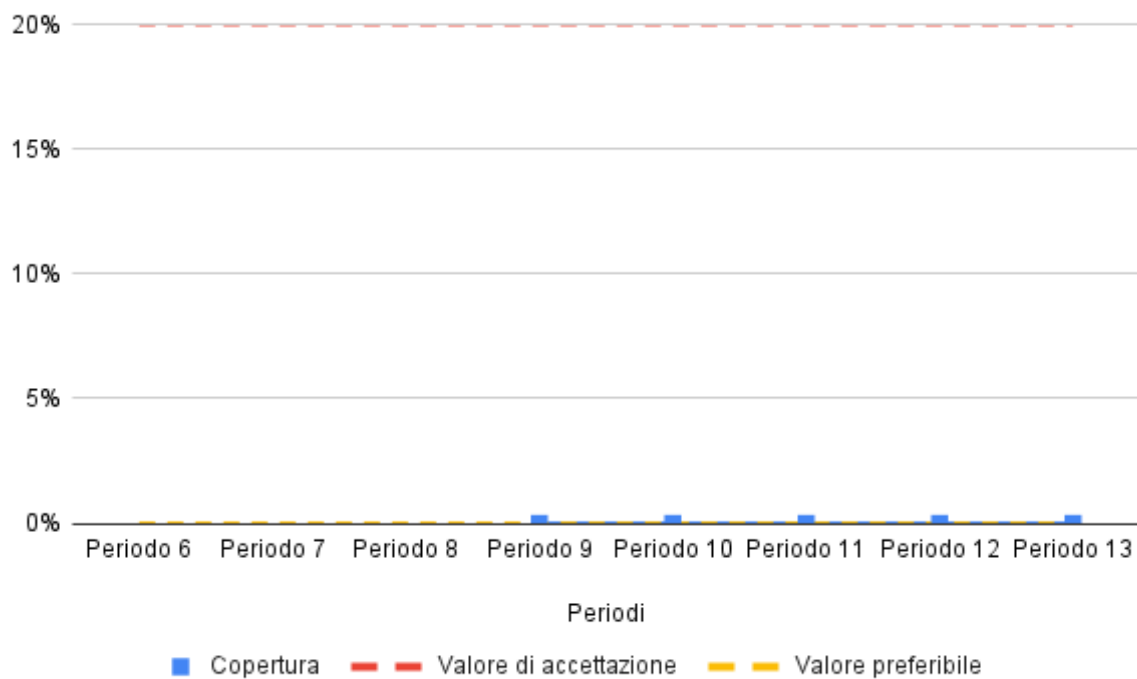 20%
15%
10%
5%
0%
Periodo 6 Periodo 7 Periodo 8 Periodo 9 Periodo 10 Periodo 11 Periodo 12 Periodo 13
Periodi
Copertura Valore di accettazione Valore preferibile